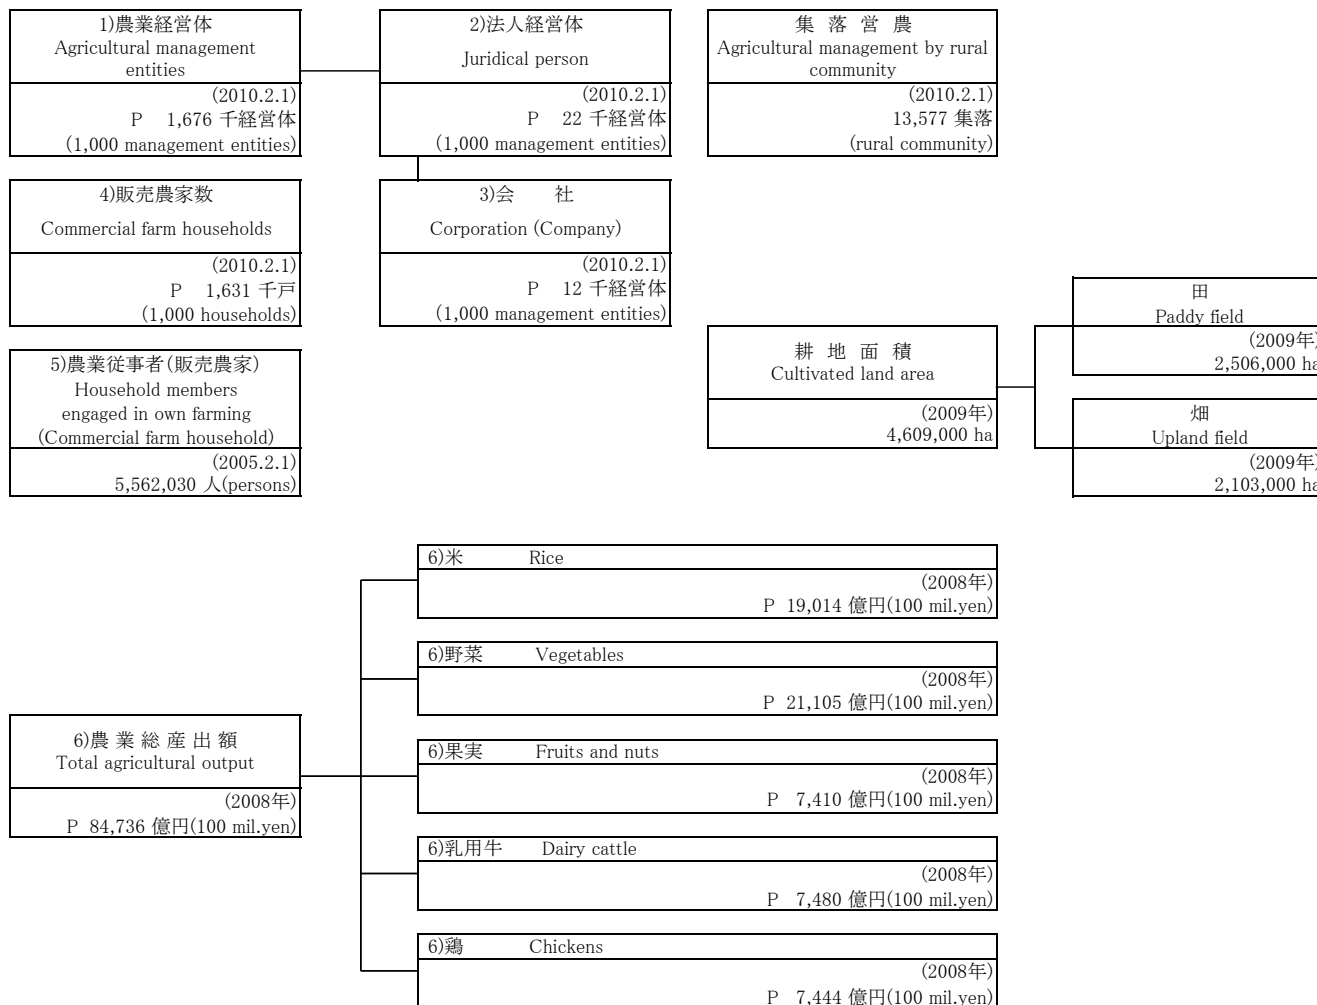 1)農業経営体
Agricultural management
entities
(2010.2.1)
P 1,676 千経営体
(1,000 management entities)
2)法人経営体
Juridical person
(2010.2.1)
P 22 千経営体
(1,000 management entities)
集 落 営 農
Agricultural management by rural
community
(2010.2.1)
13,577 集落
(rural community)
4)販売農家数
Commercial farm households
(2010.2.1)
P 1,631 千戸
(1,000 households)
3)会 社
Corporation (Company)
(2010.2.1)
P 12 千経営体
(1,000 management entities)
5)農業従事者(販売農家)
Household members
engaged in own farming
(Commercial farm household)
(2005.2.1)
5,562,030 人(persons)
耕 地 面 積
Cultivated land area
(2009年)
4,609,000 ha
田
Paddy field
(2009年)
2,506,000 ha
畑
Upland field
(2009年)
2,103,000 ha
6)農 業 総 産 出 額
Total agricultural output
(2008年)
P 84,736 億円(100 mil.yen)
6)米 Rice
(2008年)
P 19,014 億円(100 mil.yen)
6)野菜 Vegetables
(2008年)
P 21,105 億円(100 mil.yen)
6)果実 Fruits and nuts
(2008年)
P 7,410 億円(100 mil.yen)
6)乳用牛 Dairy cattle
(2008年)
P 7,480 億円(100 mil.yen)
6)鶏 Chickens
(2008年)
P 7,444 億円(100 mil.yen)